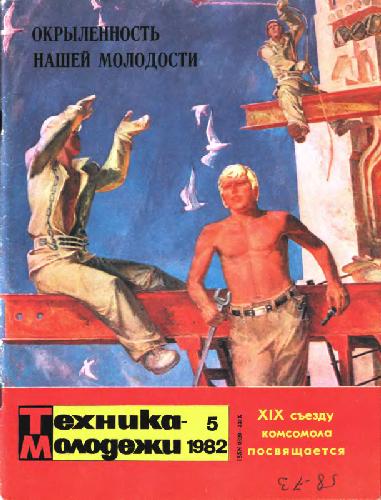 ОКРЫЛЕННОСТЬ
НАШЕЙ МОЛОДОСТИ
Техника-
Молодежи
5
1982
XIX съезду
комсомола
посвящается